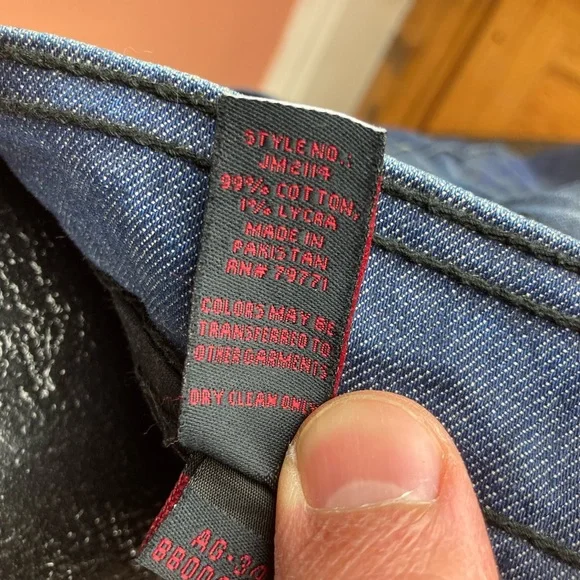 STYLE NO.:
JM2114
99% COTTON,
1% LYCRA
MADE IN
PAKISTAN
RN# 79771
COLORS MAY BE
TRANSFERRED TO
OTHER GARMENTS
DRY CLEAN ONLY